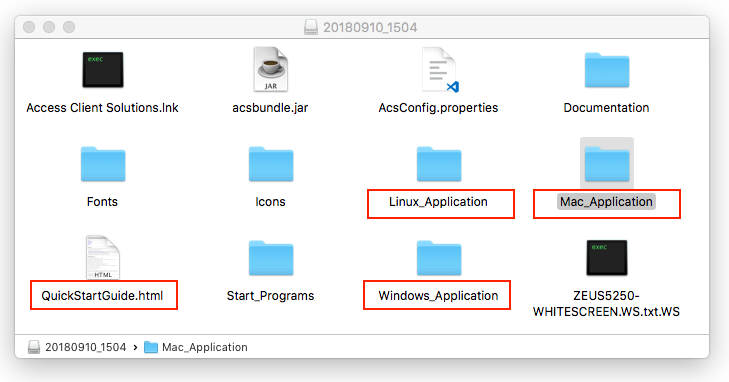 20180910_1504
exec
JAR
exec
Access Client Solutions.lnk
acsbundle.jar
AcsConfig.properties
Documentation
Fonts
Icons
Linux_Application
Mac_Application
HTML
exec
QuickStartGuide.html
Start_Programs
Windows_Application
ZEUS5250-
WHITESCREEN.WS.txt.WS
20180910_1504 › Mac_Application